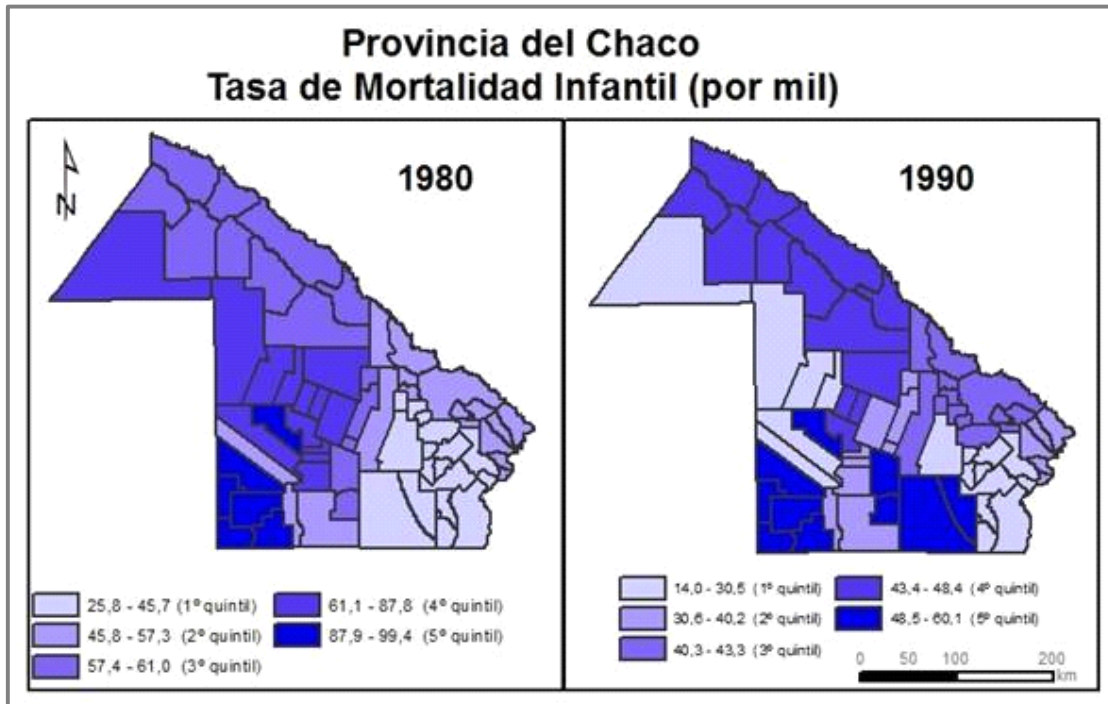 Provincia del Chaco
Tasa de Mortalidad Infantil (por mil)
N
1980
25,8 - 45,7 (1º quintil)
45,8 - 57,3 (2º quintil)
57,4 - 61,0 (3º quintil)
61,1 - 87,8 (4º quintil)
87,9 - 99,4 (5º quintil)
1990
14,0 - 30,5 (1º quintil)
30,6 - 40,2 (2º quintil)
40,3 - 43,3 (3º quintil)
43,4 - 48,4 (4º quintil)
48,5 - 60,1 (5º quintil)
0 50 100 200
km